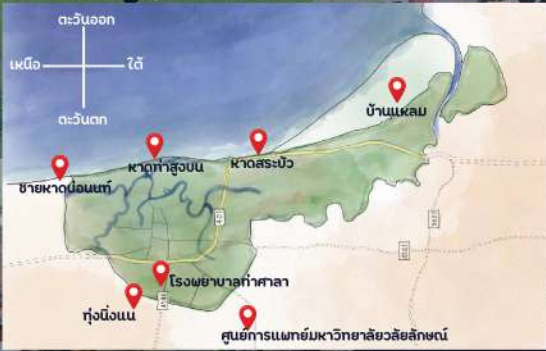 ตะวันออก
เหนือ
ใต้
ตะวันตก
บ้านแหลม
หาดท่าสูงบน
หาดสระบัว
ชายหาดบ่อนนท์
401
โรงพยาบาลท่าศาลา
ทุ่งนิ่งแน
ศูนย์การแพทย์มหาวิทยาลัยวลัยลักษณ์